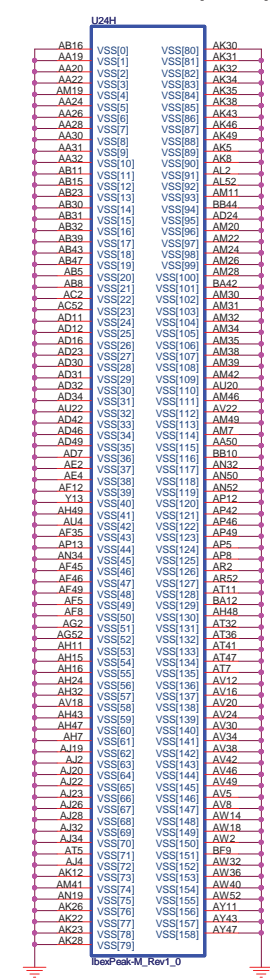 U24H
AB16 VSS[0] VSS[80] AK30
AA19 VSS[1] VSS[81] AK31
AA20 VSS[2] VSS[82] AK32
AA22 VSS[3] VSS[83] AK34
AM19 VSS[4] VSS[84] AK35
AA24 VSS[5] VSS[85] AK38
AA26 VSS[6] VSS[86] AK43
AA28 VSS[7] VSS[87] AK46
AA30 VSS[8] VSS[88] AK49
AA31 VSS[9] VSS[89] AK5
AA32 VSS[10] VSS[90] AK8
AB11 VSS[11] VSS[91] AL2
AB15 VSS[12] VSS[92] AL52
AB23 VSS[13] VSS[93] AM11
AB30 VSS[14] VSS[94] BB44
AB31 VSS[15] VSS[95] AD24
AB32 VSS[16] VSS[96] AM20
AB39 VSS[17] VSS[97] AM22
AB43 VSS[18] VSS[98] AM24
AB47 VSS[19] VSS[99] AM26
AB5 VSS[20] VSS[100] AM28
AB8 VSS[21] VSS[101] BA42
AC2 VSS[22] VSS[102] AM30
AC52 VSS[23] VSS[103] AM31
AD11 VSS[24] VSS[104] AM32
AD12 VSS[25] VSS[105] AM34
AD16 VSS[26] VSS[106] AM35
AD23 VSS[27] VSS[107] AM38
AD30 VSS[28] VSS[108] AM39
AD31 VSS[29] VSS[109] AM42
AD32 VSS[30] VSS[110] AU20
AD34 VSS[31] VSS[111] AM46
AU22 VSS[32] VSS[112] AV22
AD42 VSS[33] VSS[113] AM49
AD46 VSS[34] VSS[114] AM7
AD49 VSS[35] VSS[115] AA50
AD7 VSS[36] VSS[116] BB10
AE2 VSS[37] VSS[117] AN32
AE4 VSS[38] VSS[118] AN50
AF12 VSS[39] VSS[119] AN52
Y13 VSS[40] VSS[120] AP12
AH49 VSS[41] VSS[121] AP42
AU4 VSS[42] VSS[122] AP46
AF35 VSS[43] VSS[123] AP49
AP13 VSS[44] VSS[124] AP5
AN34 VSS[45] VSS[125] AP8
AF45 VSS[46] VSS[126] AR2
AF46 VSS[47] VSS[127] AR52
AF49 VSS[48] VSS[128] AT11
AF5 VSS[49] VSS[129] BA12
AF8 VSS[50] VSS[130] AH48
AG2 VSS[51] VSS[131] AT32
AG52 VSS[52] VSS[132] AT36
AH11 VSS[53] VSS[133] AT41
AH15 VSS[54] VSS[134] AT47
AH16 VSS[55] VSS[135] AT7
AH24 VSS[56] VSS[136] AV12
AH32 VSS[57] VSS[137] AV16
AV18 VSS[58] VSS[138] AV20
AH43 VSS[59] VSS[139] AV24
AH47 VSS[60] VSS[140] AV30
AH7 VSS[61] VSS[141] AV34
AJ19 VSS[62] VSS[142] AV38
AJ2 VSS[63] VSS[143] AV42
AJ20 VSS[64] VSS[144] AV46
AJ22 VSS[65] VSS[145] AV49
AJ23 VSS[66] VSS[146] AV5
AJ26 VSS[67] VSS[147] AV8
AJ28 VSS[68] VSS[148] AW14
AJ32 VSS[69] VSS[149] AW18
AJ34 VSS[70] VSS[150] AW2
AT5 VSS[71] VSS[151] BF9
AJ4 VSS[72] VSS[152] AW32
AK12 VSS[73] VSS[153] AW36
AM41 VSS[74] VSS[154] AW40
AN19 VSS[75] VSS[155] AW52
AK26 VSS[76] VSS[156] AY11
AK22 VSS[77] VSS[157] AY43
AK23 VSS[78] VSS[158] AY47
AK28 VSS[79]
IbexPeak-M_Rev1_0